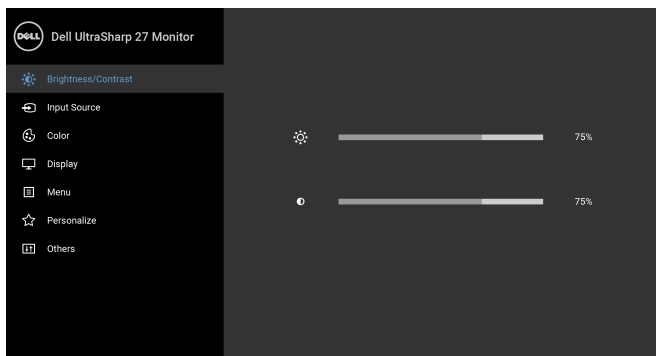 DELL Dell UltraSharp 27 Monitor
Brightness/Contrast
Input Source
Color
75%
Display
Menu
75%
Personalize
Others